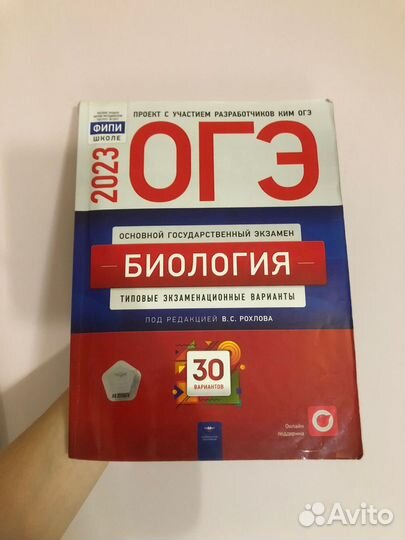 ПРОЕКТ С УЧАСТИЕМ РАЗРАБОТЧИКОВ КИМ ОГЭ
ФИПИ
ШКОЛЕ
2023
ОГЭ
ОСНОВНОЙ ГОСУДАРСТВЕННЫЙ ЭКЗАМЕН
БИОЛОГИЯ
ТИПОВЫЕ ЭКЗАМЕНАЦИОННЫЕ ВАРИАНТЫ
ПОД РЕДАКЦИЕЙ В.С. РОХЛОВА
30
ВАРИАНТОВ
Онлайн
поддержка
Avito